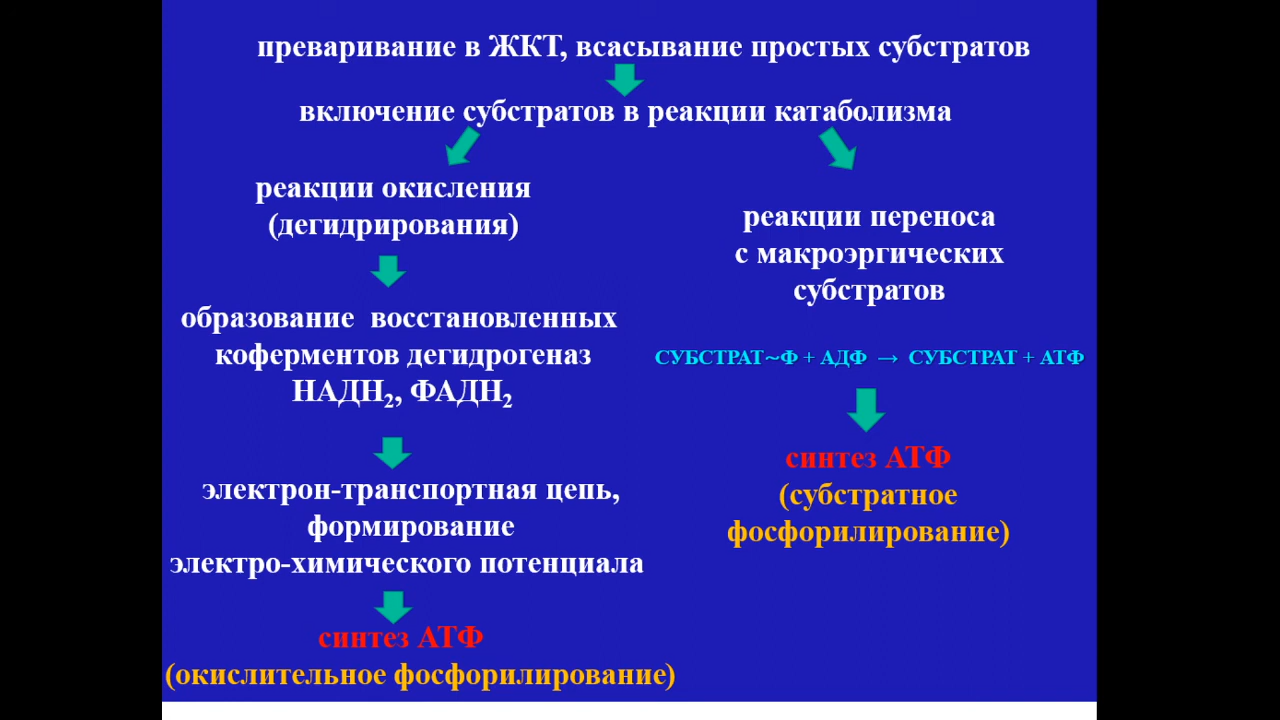 преваривание в ЖКТ, всасывание простых субстратов
включение субстратов в реакции катаболизма
реакции окисления
(дегидрирования)
образование восстановленных
коферментов дегидрогеназ
НАДН₂, ФАДН₂
электрон-транспортная цепь,
формирование
электро-химического потенциала
синтез АТФ
(окислительное фосфорилирование)
реакции переноса
с макроэргических
субстратов
СУБСТРАТ~Ф + АДФ → СУБСТРАТ + АТФ
синтез АТФ
(субстратное
фосфорилирование)